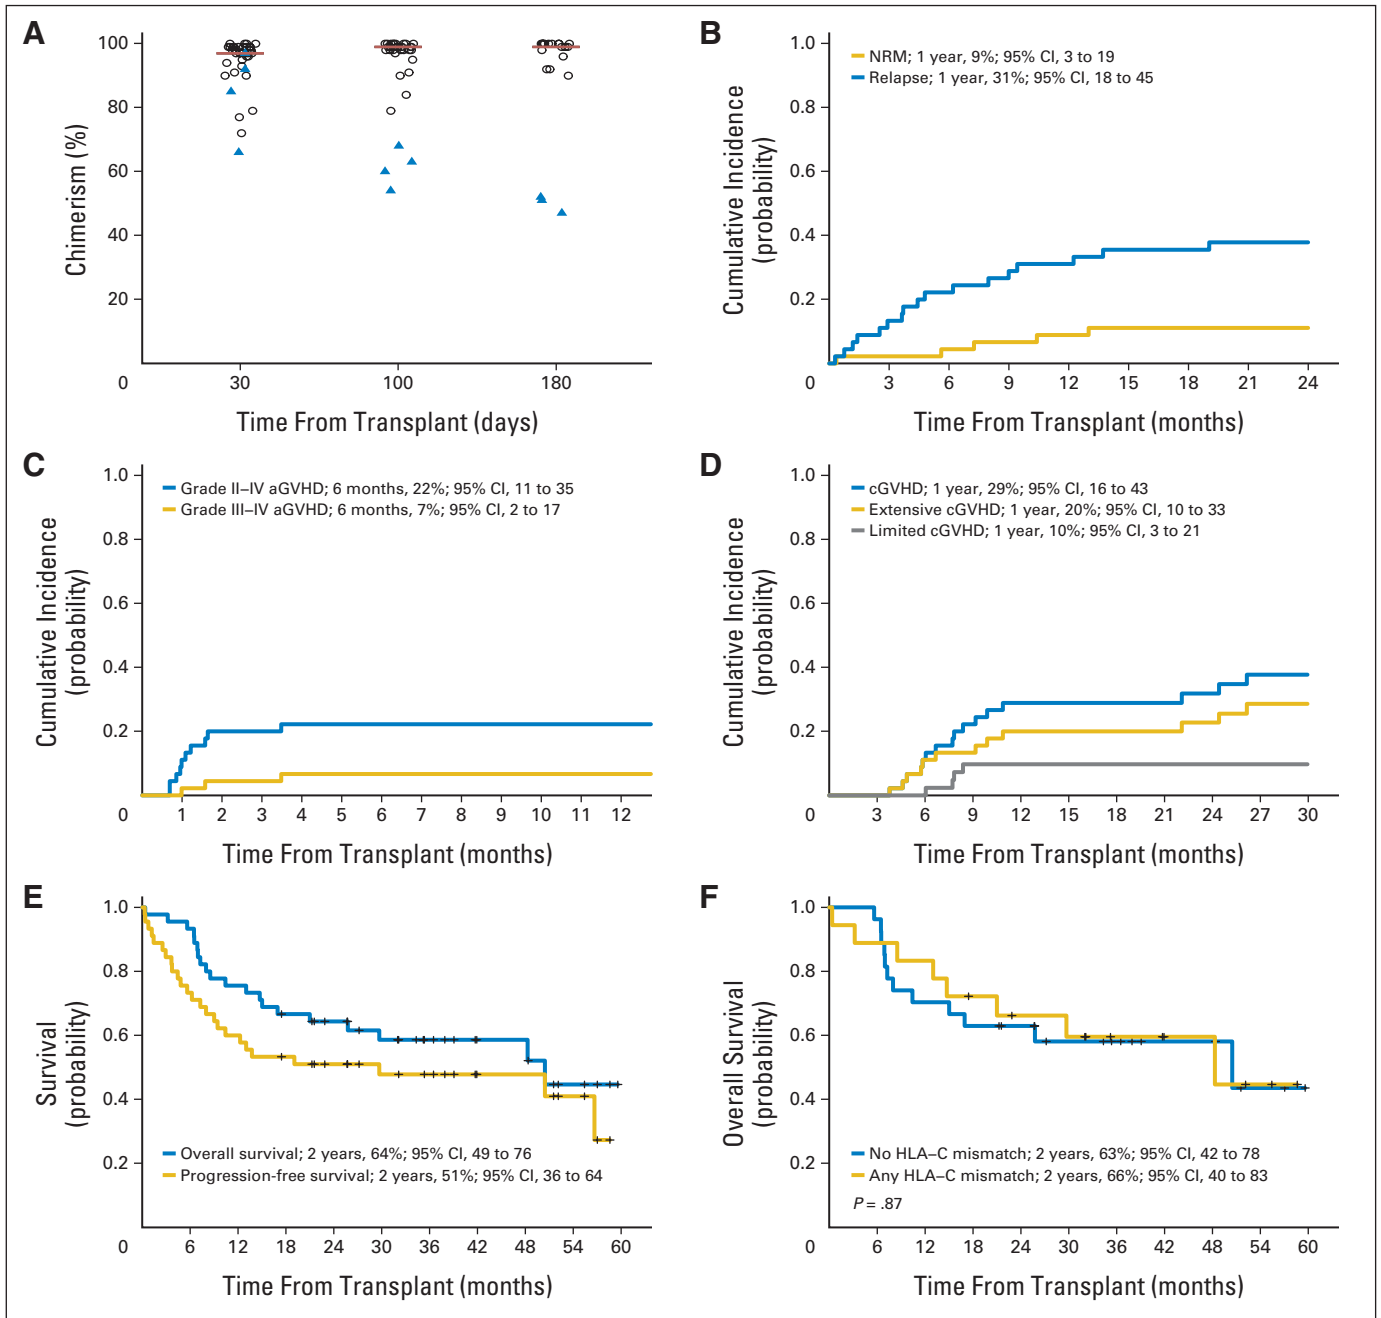 A
100
80
60
40
20
0
30
100
180
Chimerism (%)
Time From Transplant (days)
B
1.0
0.8
0.6
0.4
0.2
0
3
6
9
12
15
18
21
24
Cumulative Incidence
(probability)
NRM; 1 year, 9%; 95% CI, 3 to 19
Relapse; 1 year, 31%; 95% CI, 18 to 45
Time From Transplant (months)
C
1.0
0.8
0.6
0.4
0.2
0
1
2
3
4
5
6
7
8
9
10
11
12
Cumulative Incidence
(probability)
Grade II–IV aGVHD; 6 months, 22%; 95% CI, 11 to 35
Grade III–IV aGVHD; 6 months, 7%; 95% CI, 2 to 17
Time From Transplant (months)
D
1.0
0.8
0.6
0.4
0.2
0
3
6
9
12
15
18
21
24
27
30
Cumulative Incidence
(probability)
cGVHD; 1 year, 29%; 95% CI, 16 to 43
Extensive cGVHD; 1 year, 20%; 95% CI, 10 to 33
Limited cGVHD; 1 year, 10%; 95% CI, 3 to 21
Time From Transplant (months)
E
1.0
0.8
0.6
0.4
0.2
0
6
12
18
24
30
36
42
48
54
60
Survival
(probability)
Overall survival; 2 years, 64%; 95% CI, 49 to 76
Progression-free survival; 2 years, 51%; 95% CI, 36 to 64
Time From Transplant (months)
F
1.0
0.8
0.6
0.4
0.2
0
6
12
18
24
30
36
42
48
54
60
Overall Survival
(probability)
No HLA–C mismatch; 2 years, 63%; 95% CI, 42 to 78
Any HLA–C mismatch; 2 years, 66%; 95% CI, 40 to 83
P = .87
Time From Transplant (months)